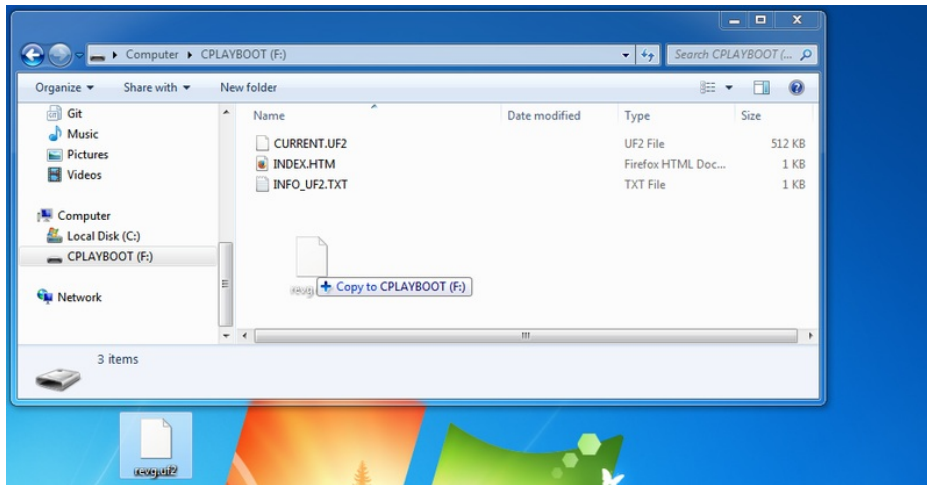 Computer ▸ CPLAYBOOT (F:)
Search CPLAYBOOT (...
Organize Share with New folder
Name Date modified Type Size
Git
Music
Pictures
Videos
Computer
Local Disk (C:)
CPLAYBOOT (F:)
Network
CURRENT.UF2 UF2 File 512 KB
INDEX.HTM Firefox HTML Doc... 1 KB
INFO_UF2.TXT TXT File 1 KB
revg. Copy to CPLAYBOOT (F:)
3 items
revg.uf2